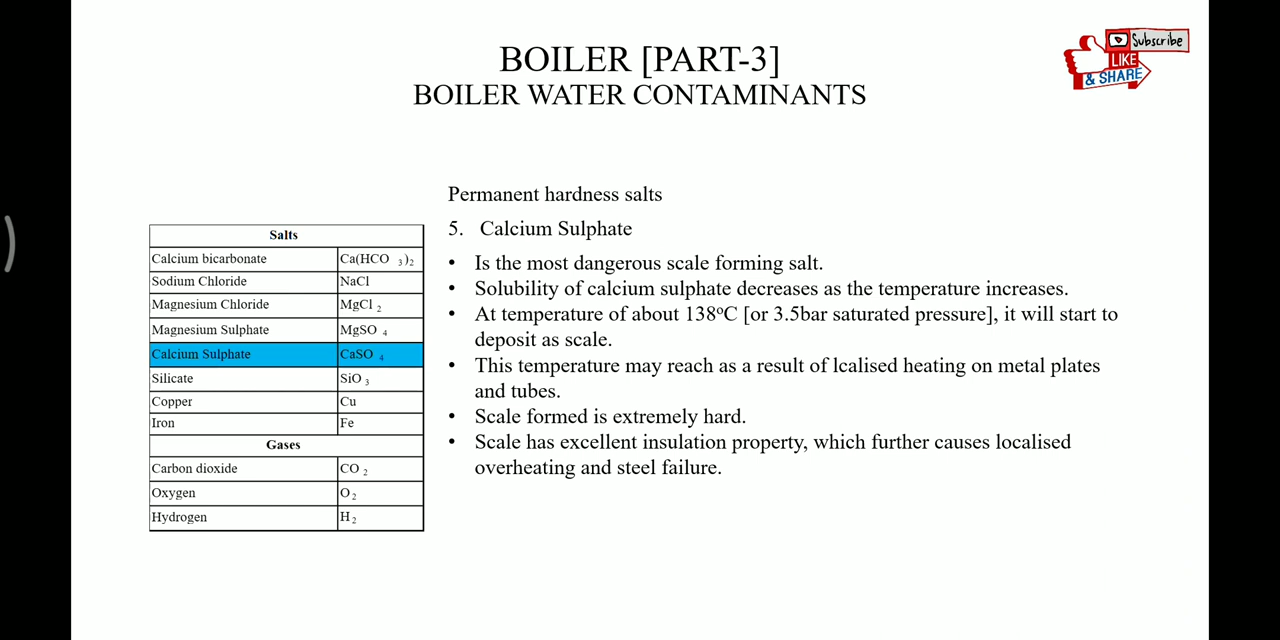 BOILER [PART-3]
BOILER WATER CONTAMINANTS
Subscribe
LIKE
& SHARE
Permanent hardness salts
5. Calcium Sulphate
• Is the most dangerous scale forming salt.
• Solubility of calcium sulphate decreases as the temperature increases.
• At temperature of about 138ºC [or 3.5bar saturated pressure], it will start to
deposit as scale.
• This temperature may reach as a result of lcalised heating on metal plates
and tubes.
• Scale formed is extremely hard.
• Scale has excellent insulation property, which further causes localised
overheating and steel failure.
Salts
Calcium bicarbonate Ca(HCO 3)2
Sodium Chloride NaCl
Magnesium Chloride MgCl 2
Magnesium Sulphate MgSO 4
Calcium Sulphate CaSO 4
Silicate SiO 3
Copper Cu
Iron Fe
Gases
Carbon dioxide CO 2
Oxygen O 2
Hydrogen H 2